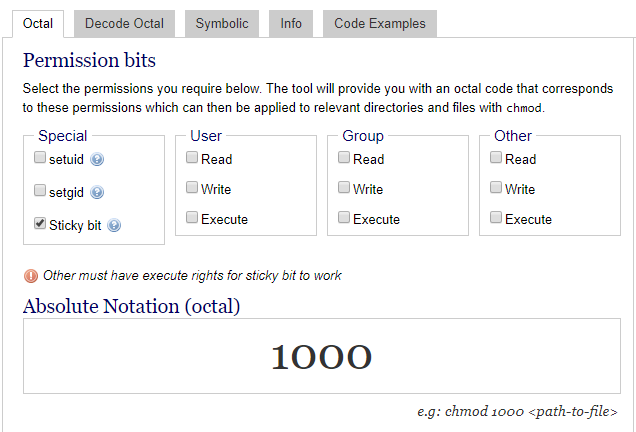 Octal Decode Octal Symbolic Info Code Examples
Permission bits
Select the permissions you require below. The tool will provide you with an octal code that corresponds
to these permissions which can then be applied to relevant directories and files with chmod.
Special User Group Other
setuid ? Read Read Read
setgid ? Write Write Write
Sticky bit ? Execute Execute Execute
! Other must have execute rights for sticky bit to work
Absolute Notation (octal)
1000
e.g: chmod 1000 <path-to-file>